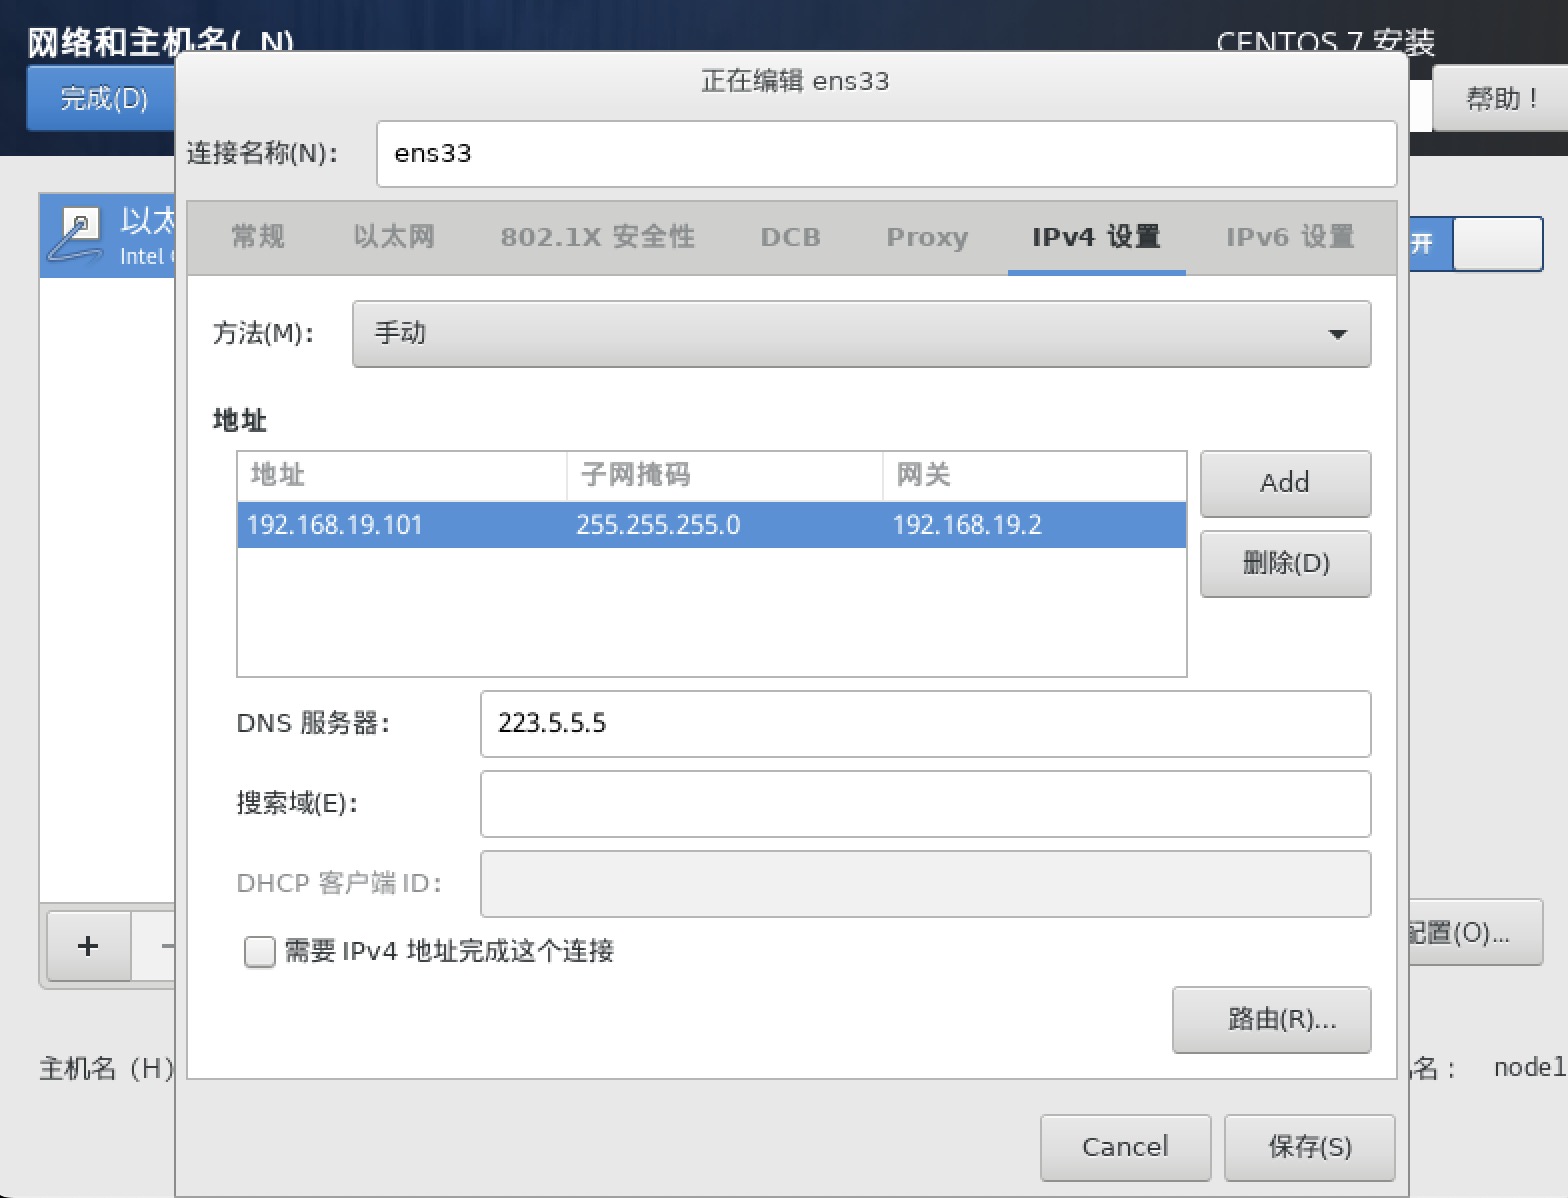 网络和主机名(_N)
CENTOS 7 安装
完成(D)
帮助！
正在编辑 ens33
连接名称(N)：
ens33
以太
Intel
常规
以太网
802.1X 安全性
DCB
Proxy
IPv4 设置
IPv6 设置
开
方法(M)：
手动
地址
地址
子网掩码
网关
192.168.19.101
255.255.255.0
192.168.19.2
Add
删除(D)
DNS 服务器：
223.5.5.5
搜索域(E)：
DHCP 客户端 ID：
+
-
需要 IPv4 地址完成这个连接
配置(O)...
路由(R)...
主机名（H）
名：
node1
Cancel
保存(S)